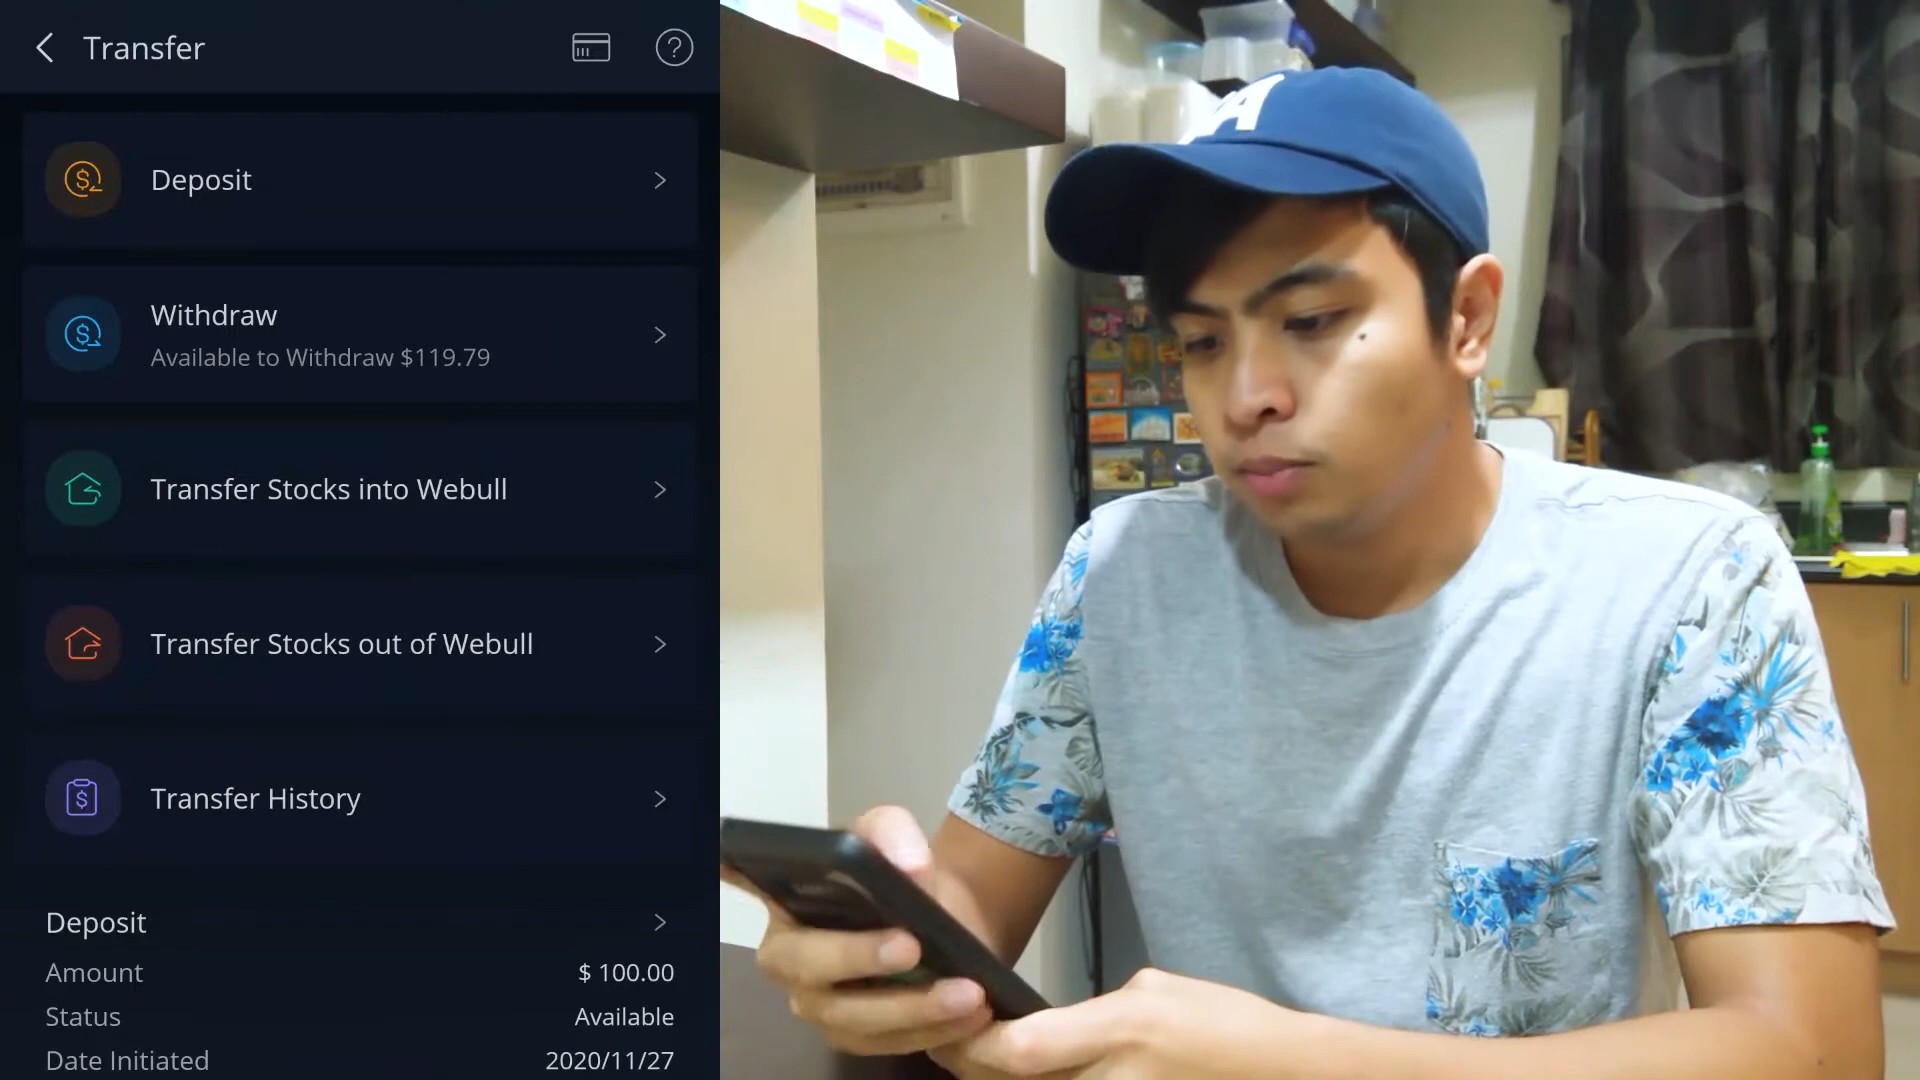 Transfer
Deposit
Withdraw
Available to Withdraw $119.79
Transfer Stocks into Webull
Transfer Stocks out of Webull
Transfer History
Deposit
Amount $ 100.00
Status Available
Date Initiated 2020/11/27